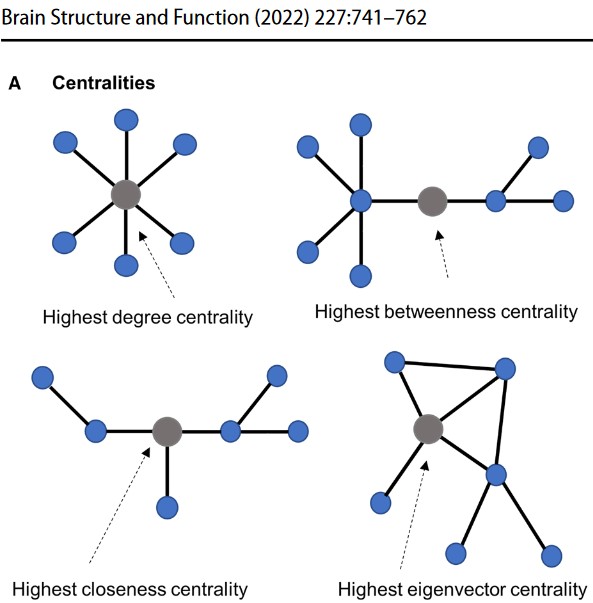 Brain Structure and Function (2022) 227:741–762
A Centralities
Highest degree centrality
Highest betweenness centrality
Highest closeness centrality
Highest eigenvector centrality